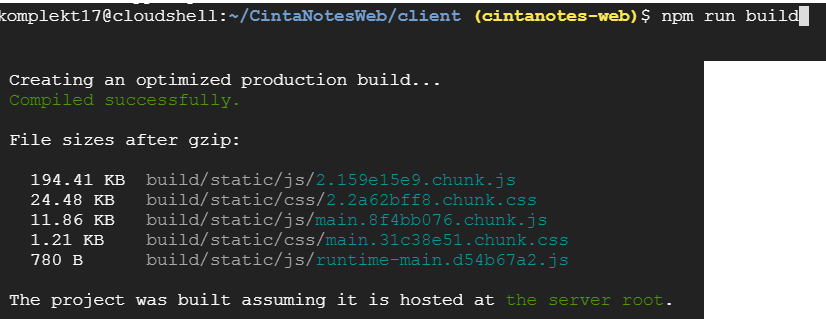 komplekt17@cloudshell:~/CintaNotesWeb/client (cintanotes-web)$ npm run build
Creating an optimized production build...
Compiled successfully.
File sizes after gzip:
194.41 KB  build/static/js/2.159e15e9.chunk.js
24.48 KB   build/static/css/2.2a62bff8.chunk.css
11.86 KB   build/static/js/main.8f4bb076.chunk.js
1.21 KB    build/static/css/main.31c38e51.chunk.css
780 B      build/static/js/runtime-main.d54b67a2.js
The project was built assuming it is hosted at the server root.